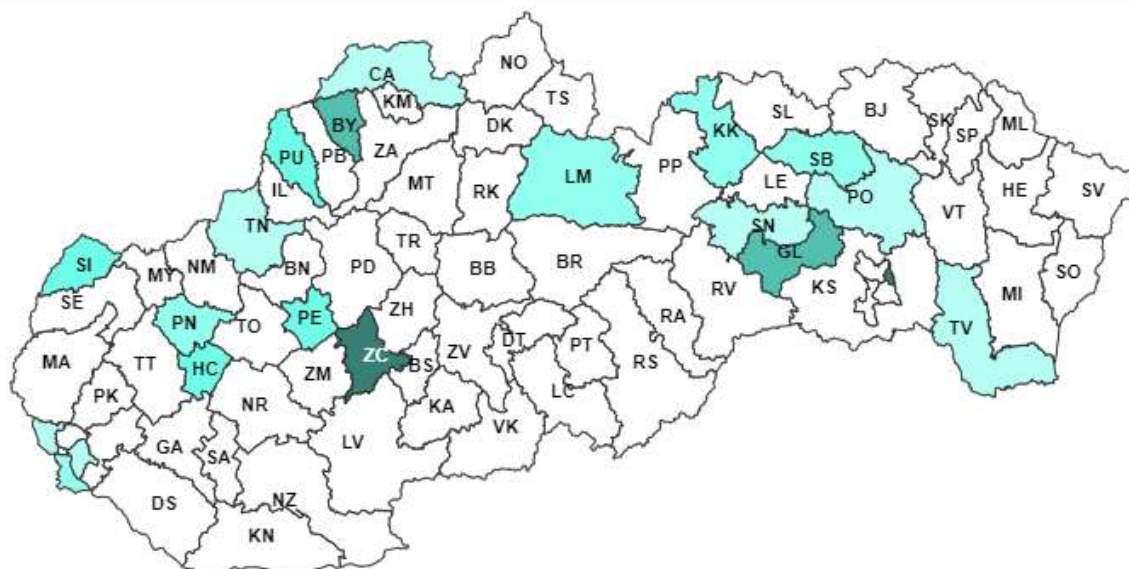 NO
CA
KM
TS
BY
DK
PU
PB
ZA
IL
MT
RK
LM
PP
KK
SL
BJ
SK
SP
ML
SB
LE
PO
HE
SV
VT
TN
TR
SN
GL
SI
MY
NM
BN
PD
BB
BR
RV
KS
MI
SO
SE
PN
TO
PE
ZH
RA
TV
MA
TT
HC
ZM
ZC
BS
ZV
DT
PT
RS
PK
NR
KA
LC
VK
GA
SA
LV
DS
NZ
KN